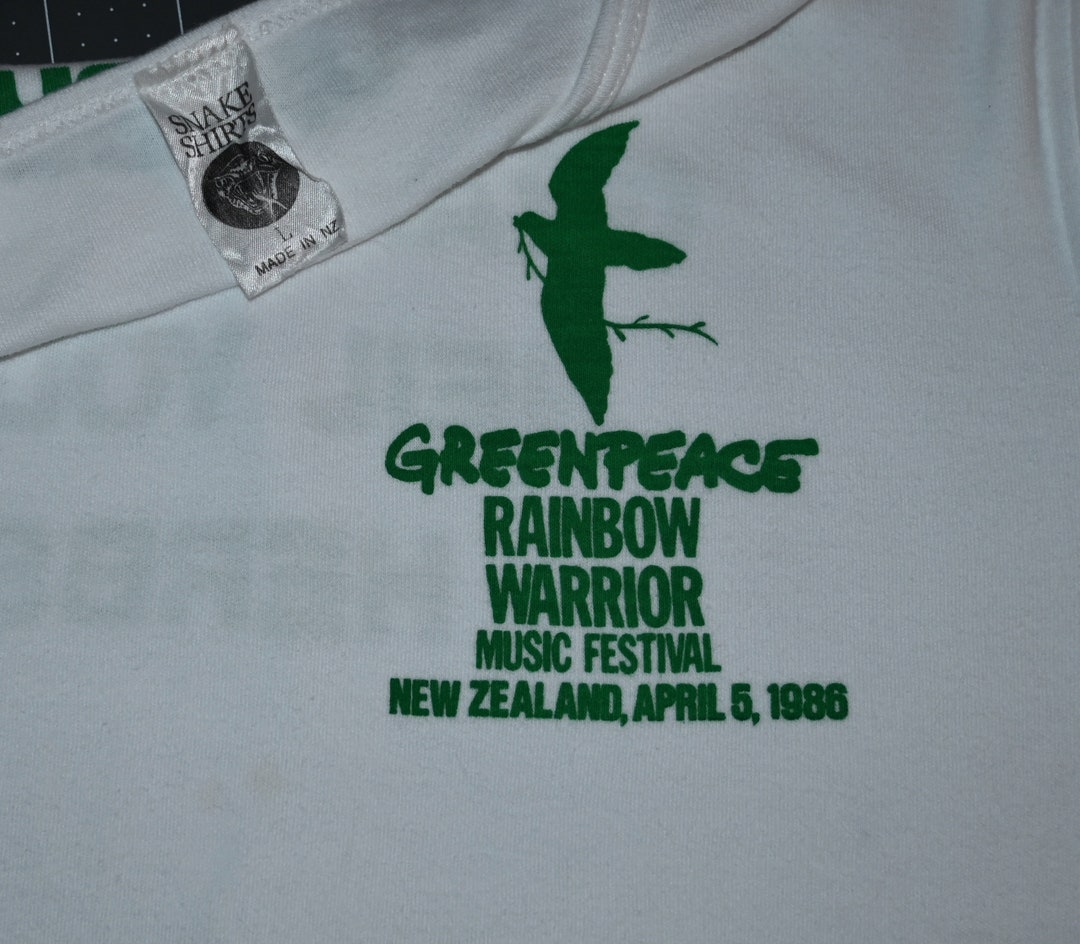 SNAKE
SHIRTS
L
MADE IN NZ
GREENPEACE
RAINBOW
WARRIOR
MUSIC FESTIVAL
NEW ZEALAND, APRIL 5, 1986